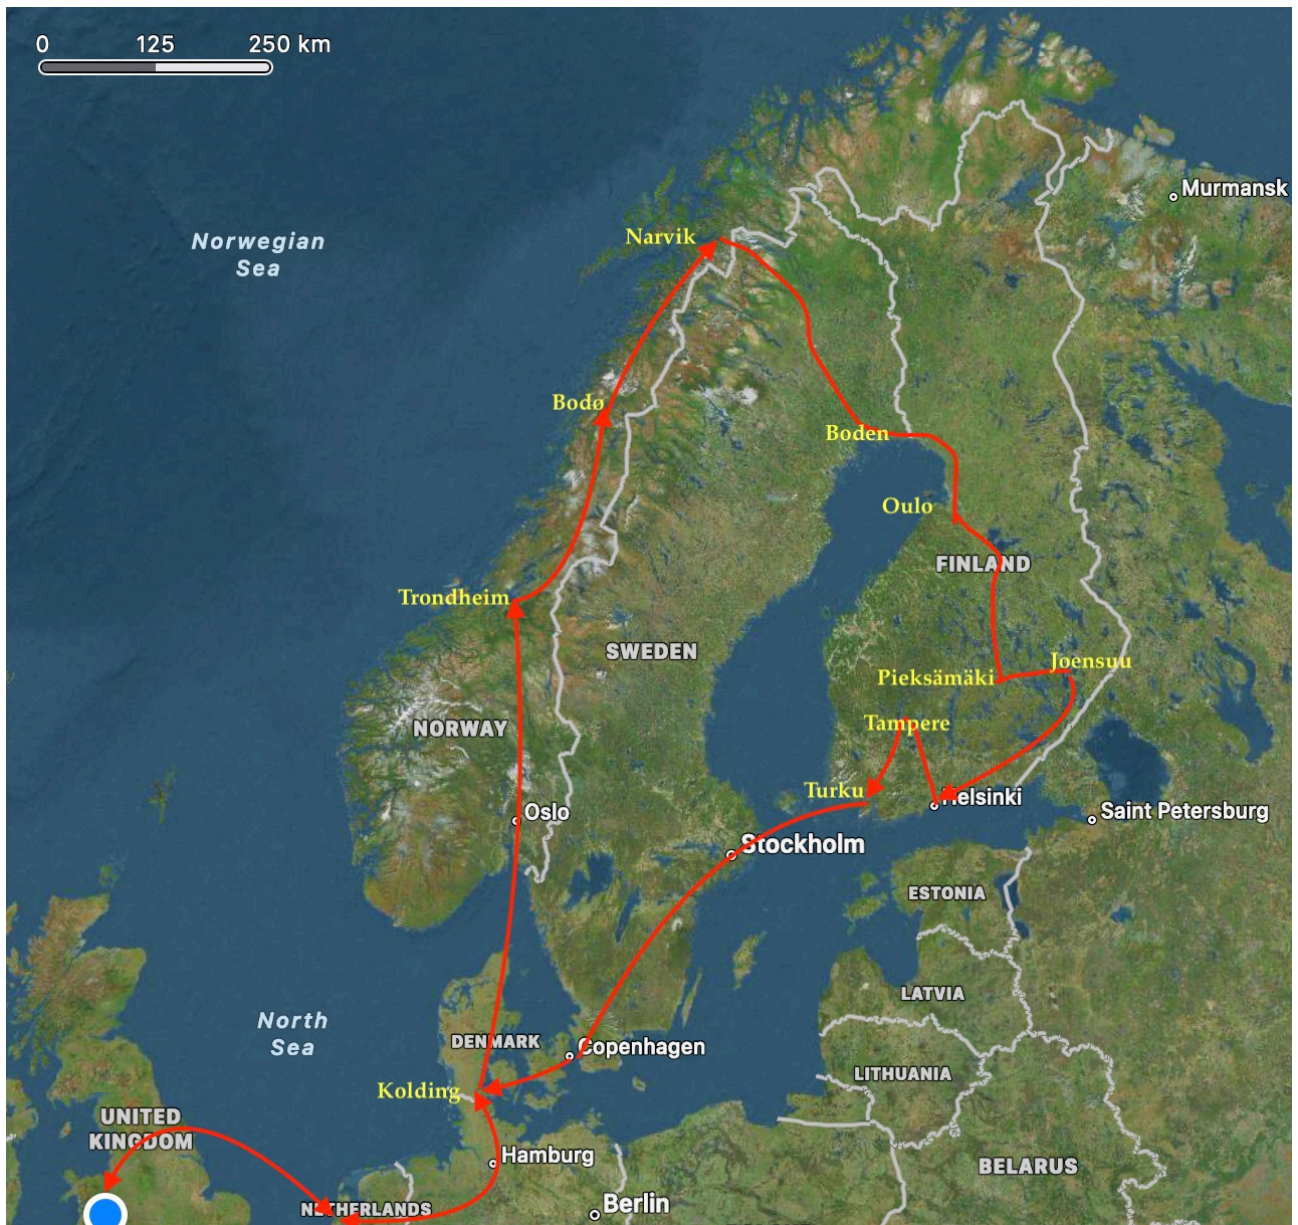 0 125 250 km
Murmansk
Norwegian
Sea
Narvik
Bodø
Boden
Oulo
FINLAND
Trondheim
SWEDEN
Joensuu
Pieksämäki
Tampere
NORWAY
Turku
Helsinki
Oslo
Saint Petersburg
Stockholm
ESTONIA
LATVIA
North
Sea
DENMARK
Copenhagen
LITHUANIA
Kolding
UNITED
KINGDOM
Hamburg
BELARUS
NETHERLANDS
Berlin